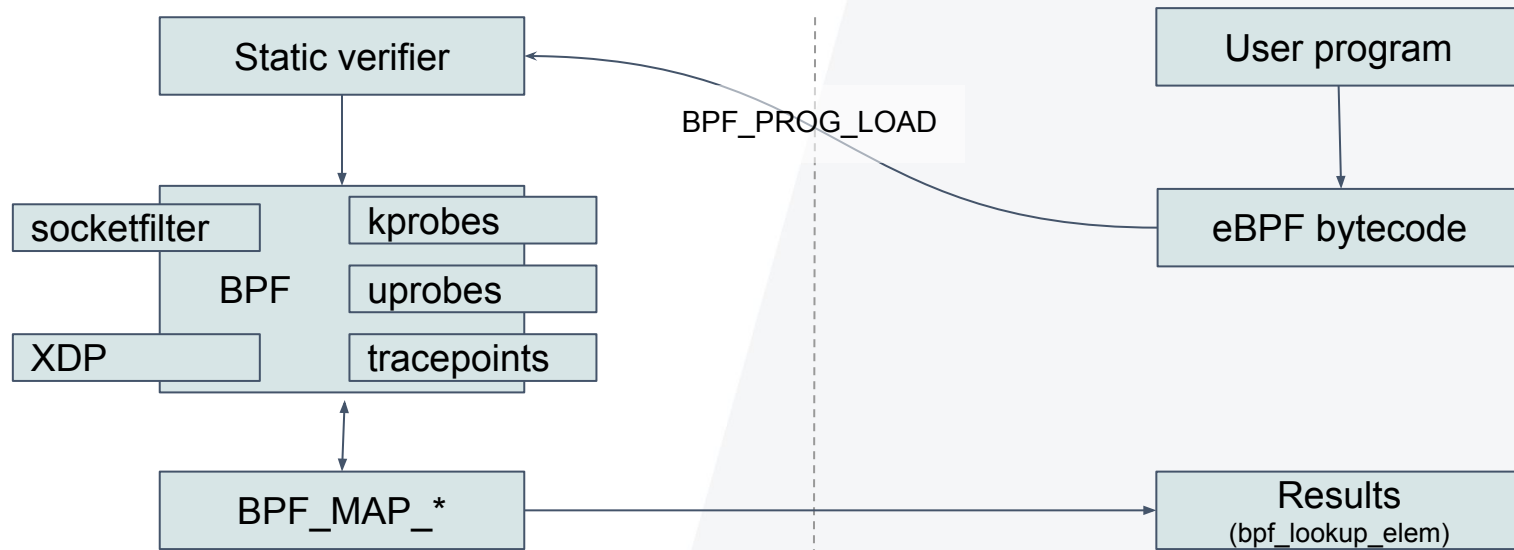 Static verifier
User program
BPF_PROG_LOAD
socketfilter
kprobes
eBPF bytecode
BPF
uprobes
XDP
tracepoints
BPF_MAP_*
Results
(bpf_lookup_elem)